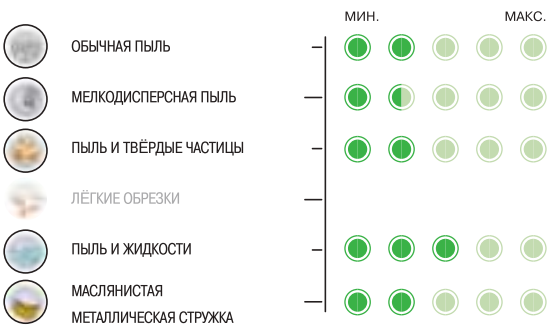 МИН. МАКС.
ОБЫЧНАЯ ПЫЛЬ
МЕЛКОДИСПЕРСНАЯ ПЫЛЬ
ПЫЛЬ И ТВЁРДЫЕ ЧАСТИЦЫ
ЛЁГКИЕ ОБРЕЗКИ
ПЫЛЬ И ЖИДКОСТИ
МАСЛЯНИСТАЯ
МЕТАЛЛИЧЕСКАЯ СТРУЖКА